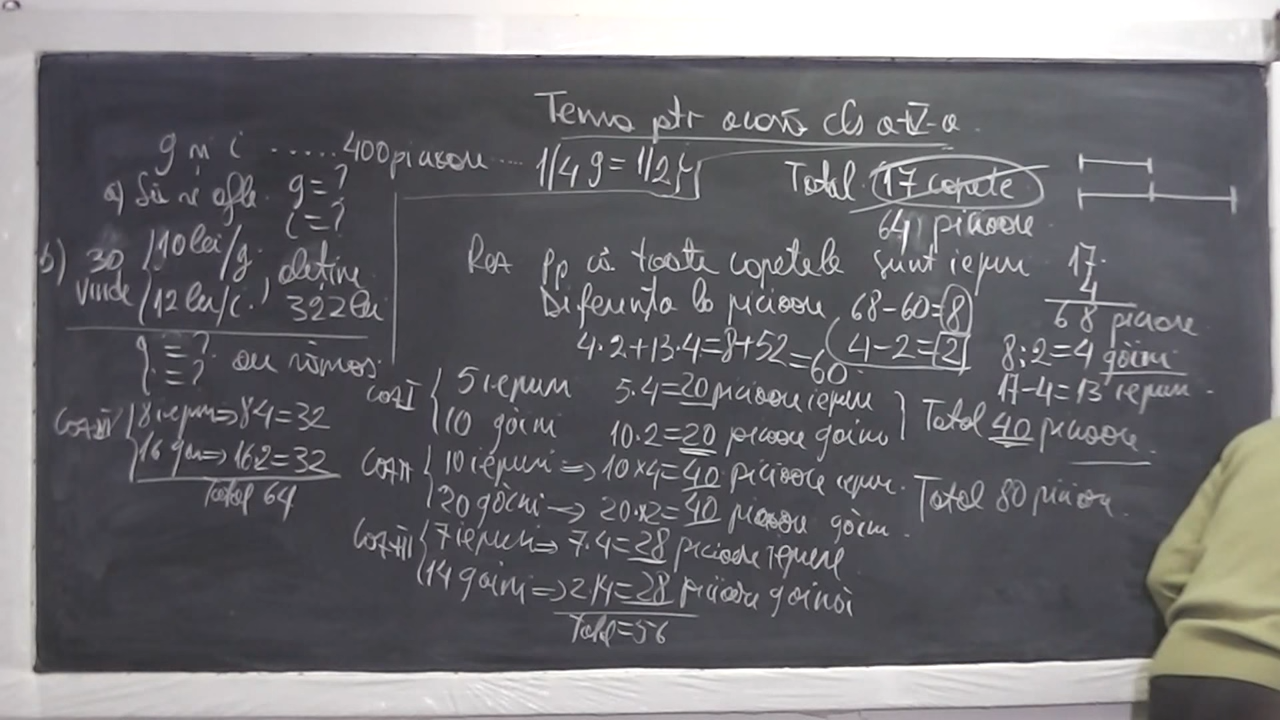 Tema ptr acasă cls a-IV-a
g și i ...... 400 picioare .... 1/4 g = 1/2 i
a) Să se afle g = ?
i = ?
b) 30 vinde
10 lei/g
12 lei/i.
obține 392 lei
g = ?
i = ? au rămas
Total 17 capete
64 picioare
Pp că toate capetele sunt iepuri
17·
4
68 picioare
Diferența la picioare 68-60=8
4·2+13·4=8+52=60
4-2=2
8:2=4 găini
17-4=13 iepuri
Caz I
5 iepuri 5·4=20 picioare iepuri
10 găini 10·2=20 picioare găini
Total 40 picioare
Caz II
10 iepuri => 10×4=40 picioare iepuri
20 găini -> 20·2=40 picioare găini
Total 80 picioare
Caz III
7 iepuri => 7·4=28 picioare iepure
14 găini => 2·14=28 picioare găină
Total=56
8 iepuri => 8·4=32
16 găini => 16·2=32
Total 64